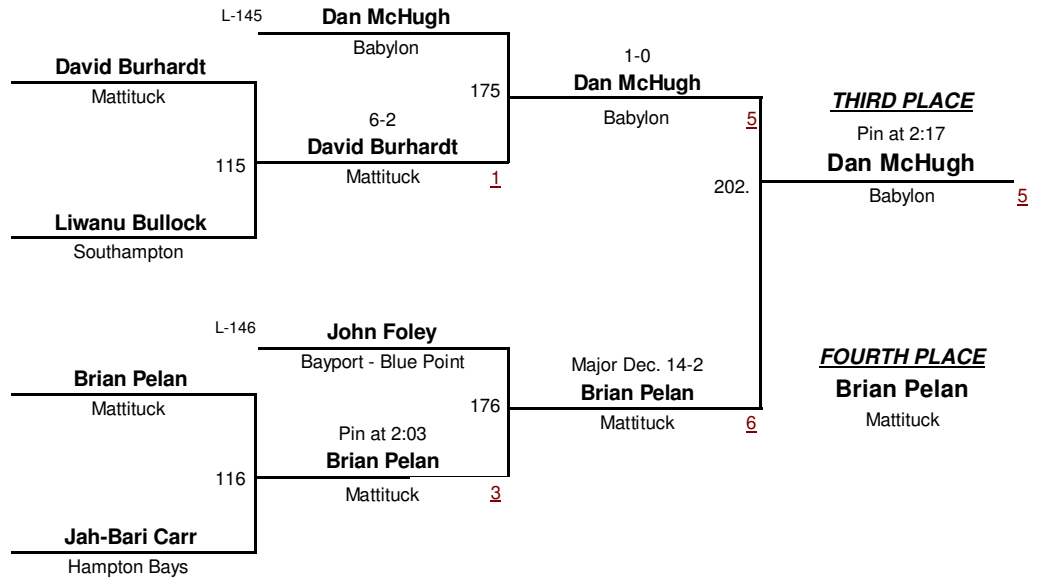 L-145
Dan McHugh
Babylon
David Burhardt
Mattituck
175
1-0
Dan McHugh
Babylon
5
THIRD PLACE
Pin at 2:17
Dan McHugh
Babylon
5
6-2
David Burhardt
Mattituck
1
115
202.
Liwanu Bullock
Southampton
L-146
John Foley
Bayport - Blue Point
Brian Pelan
Mattituck
176
Major Dec. 14-2
Brian Pelan
Mattituck
6
FOURTH PLACE
Brian Pelan
Mattituck
Pin at 2:03
Brian Pelan
Mattituck
3
116
Jah-Bari Carr
Hampton Bays